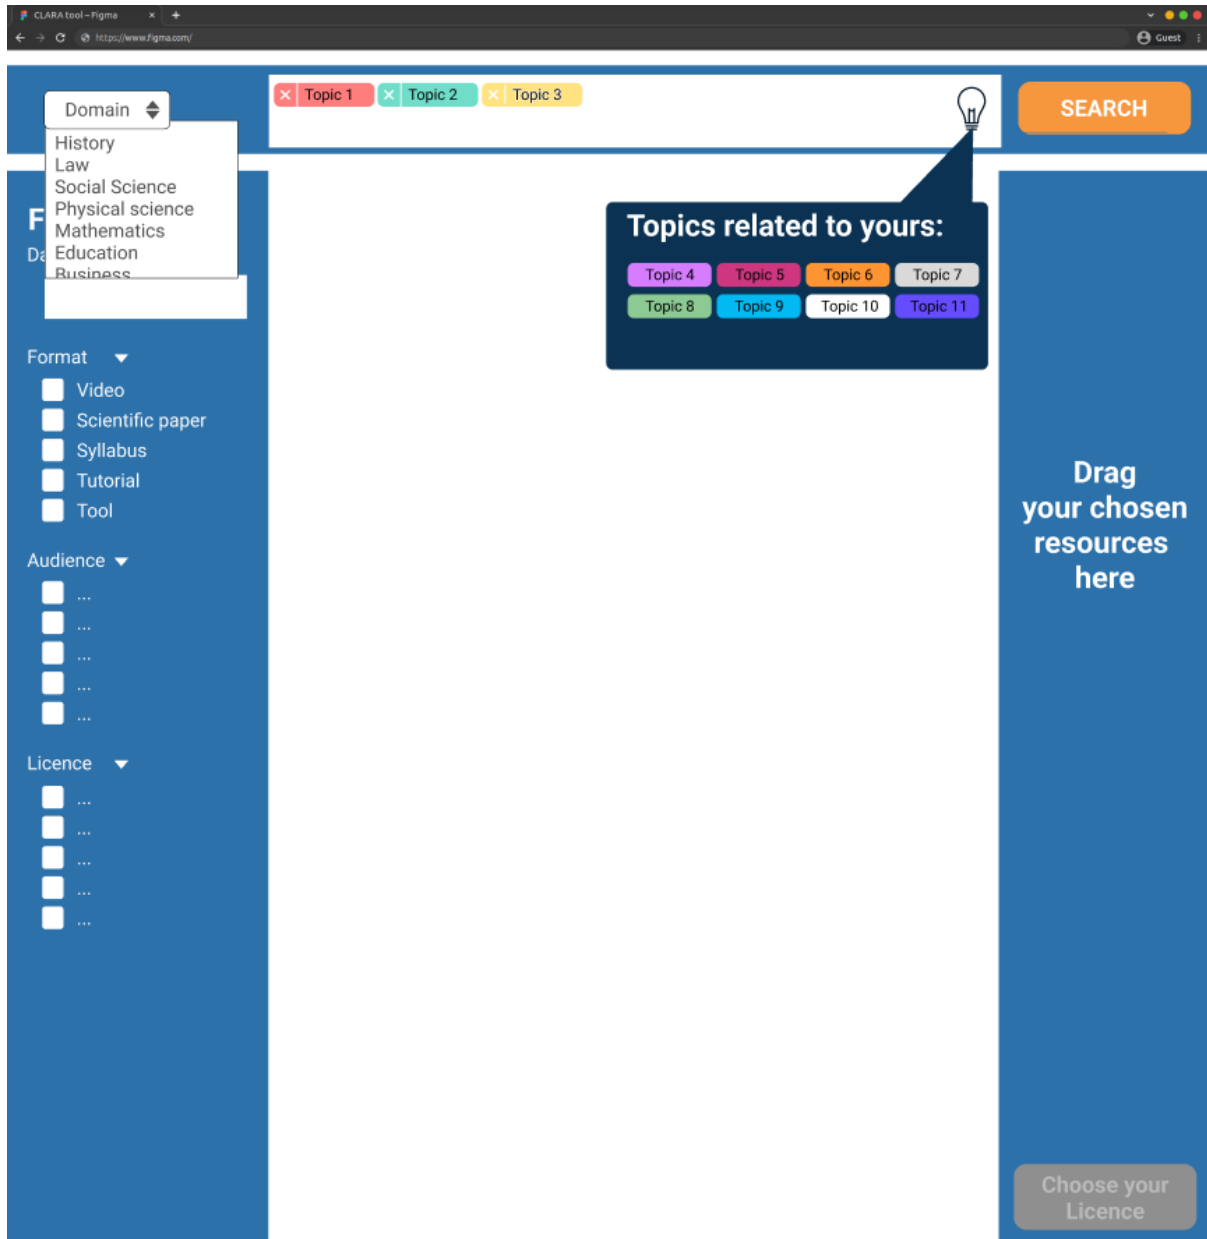 CLARA tool – Figma
https://www.figma.com/
Guest
Domain
History
Law
Social Science
Physical science
Mathematics
Education
Business
Topic 1
Topic 2
Topic 3
SEARCH
F
Da
Format
Video
Scientific paper
Syllabus
Tutorial
Tool
Audience
...
...
...
...
...
Licence
...
...
...
...
...
Topics related to yours:
Topic 4 Topic 5 Topic 6 Topic 7
Topic 8 Topic 9 Topic 10 Topic 11
Drag
your chosen
resources
here
Choose your
Licence